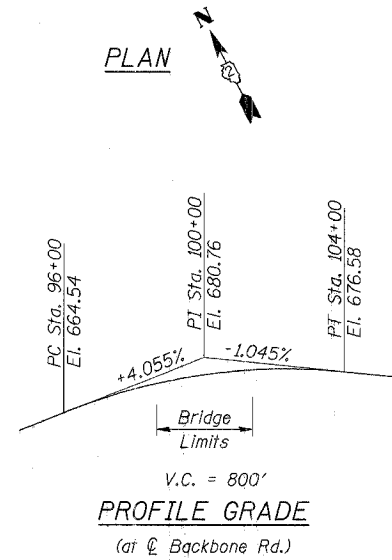 PLAN
N
2
PC Sta. 96+00
El. 664.54
PI Sta. 100+00
El. 680.76
PT Sta. 104+00
El. 676.58
+4.055%
-1.045%
Bridge
Limits
V.C. = 800'
PROFILE GRADE
(at ℄ Backbone Rd.)